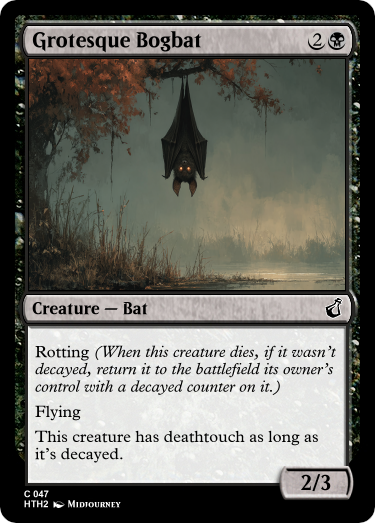 Grotesque Bogbat 2
Creature — Bat
Rotting (When this creature dies, if it wasn't
decayed, return it to the battlefield its owner's
control with a decayed counter on it.)
Flying
This creature has deathtouch as long as
it's decayed.
2/3
C 047
HTH2 Midjourney